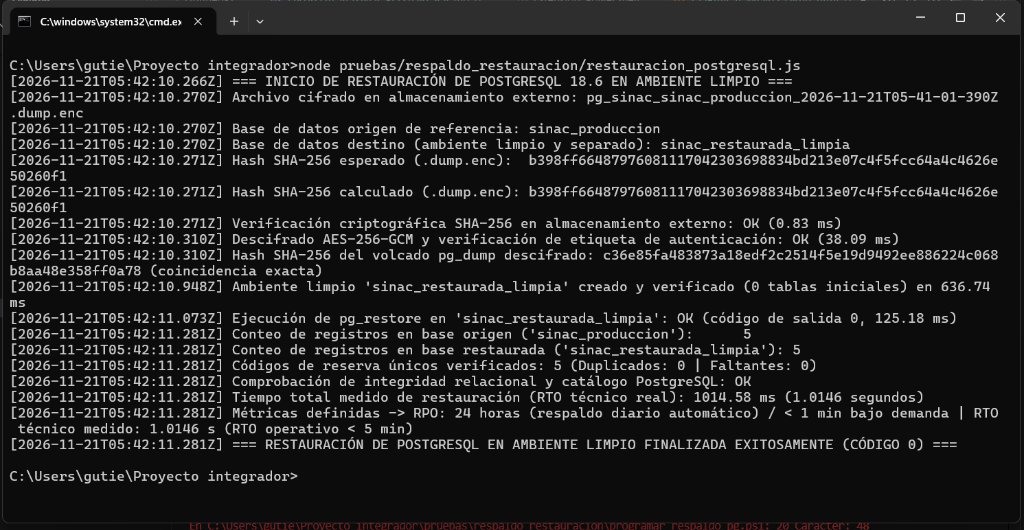 C:\windows\system32\cmd.ex
C:\Users\gutie\Proyecto integrador>node pruebas/respaldo_restauracion/restauracion_postgresql.js
[2026-11-21T05:42:10.266Z] === INICIO DE RESTAURACIÓN DE POSTGRESQL 18.6 EN AMBIENTE LIMPIO ===
[2026-11-21T05:42:10.270Z] Archivo cifrado en almacenamiento externo: pg_sinac_sinac_produccion_2026-11-21T05-41-01-390Z
.dump.enc
[2026-11-21T05:42:10.270Z] Base de datos origen de referencia: sinac_produccion
[2026-11-21T05:42:10.270Z] Base de datos destino (ambiente limpio y separado): sinac_restaurada_limpia
[2026-11-21T05:42:10.271Z] Hash SHA-256 esperado (.dump.enc):  b398ff66487976081117042303698834bd213e07c4f5fcc64a4c4626e
50260f1
[2026-11-21T05:42:10.271Z] Hash SHA-256 calculado (.dump.enc): b398ff66487976081117042303698834bd213e07c4f5fcc64a4c4626e
50260f1
[2026-11-21T05:42:10.271Z] Verificación criptográfica SHA-256 en almacenamiento externo: OK (0.83 ms)
[2026-11-21T05:42:10.310Z] Descifrado AES-256-GCM y verificación de etiqueta de autenticación: OK (38.09 ms)
[2026-11-21T05:42:10.310Z] Hash SHA-256 del volcado pg_dump descifrado: c36e85fa483873a18edf2c2514f5e19d9492ee886224c068
b8aa48e358ff0a78 (coincidencia exacta)
[2026-11-21T05:42:10.948Z] Ambiente limpio 'sinac_restaurada_limpia' creado y verificado (0 tablas iniciales) en 636.74
ms
[2026-11-21T05:42:11.073Z] Ejecución de pg_restore en 'sinac_restaurada_limpia': OK (código de salida 0, 125.18 ms)
[2026-11-21T05:42:11.281Z] Conteo de registros en base origen ('sinac_produccion'):      5
[2026-11-21T05:42:11.281Z] Conteo de registros en base restaurada ('sinac_restaurada_limpia'): 5
[2026-11-21T05:42:11.281Z] Códigos de reserva únicos verificados: 5 (Duplicados: 0 | Faltantes: 0)
[2026-11-21T05:42:11.281Z] Comprobación de integridad relacional y catálogo PostgreSQL: OK
[2026-11-21T05:42:11.281Z] Tiempo total medido de restauración (RTO técnico real): 1014.58 ms (1.0146 segundos)
[2026-11-21T05:42:11.281Z] Métricas definidas -> RPO: 24 horas (respaldo diario automático) / < 1 min bajo demanda | RTO
técnico medido: 1.0146 s (RTO operativo < 5 min)
[2026-11-21T05:42:11.281Z] === RESTAURACIÓN DE POSTGRESQL EN AMBIENTE LIMPIO FINALIZADA EXITOSAMENTE (CÓDIGO 0) ===
C:\Users\gutie\Proyecto integrador>
En C:\Users\gutie\Proyecto integrador\pruebas\respaldo_restauracion\programar_respaldo_pg.ps1: 20 Carácter: 48